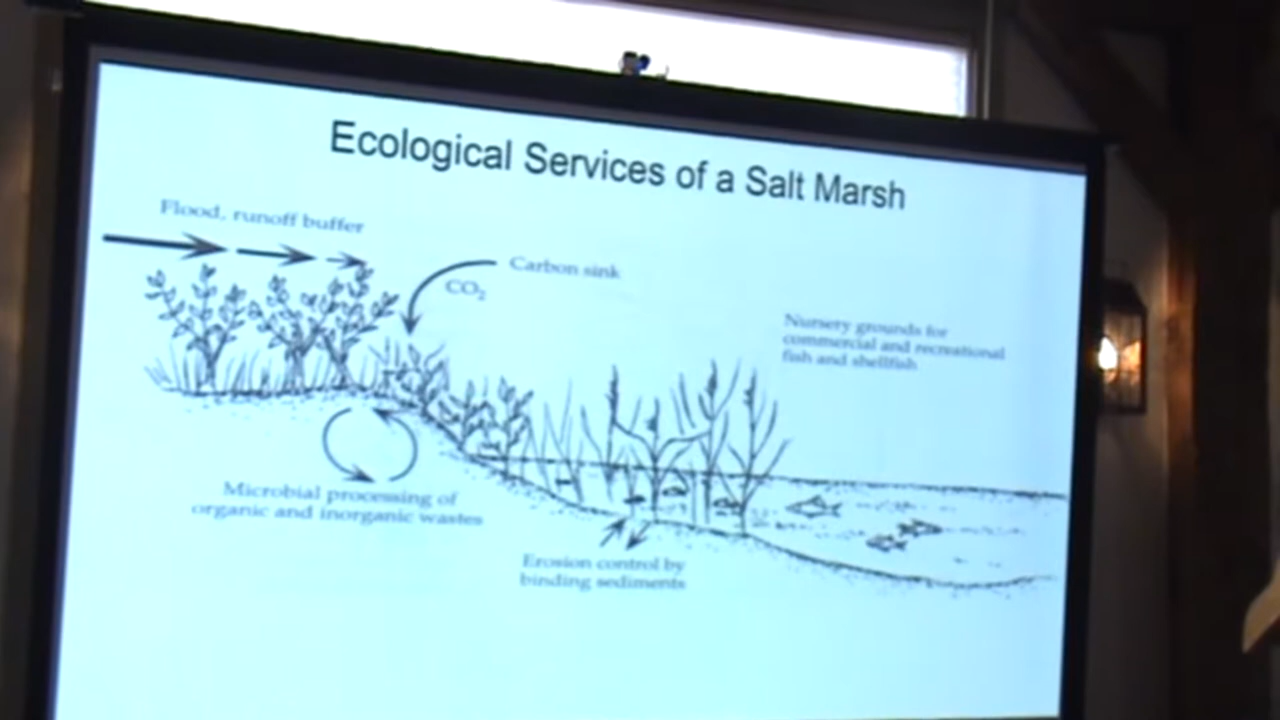 Ecological Services of a Salt Marsh
Flood, runoff buffer
Carbon sink
CO₂
Nursery grounds for
commercial and recreational
fish and shellfish
Microbial processing of
organic and inorganic wastes
Erosion control by
binding sediments